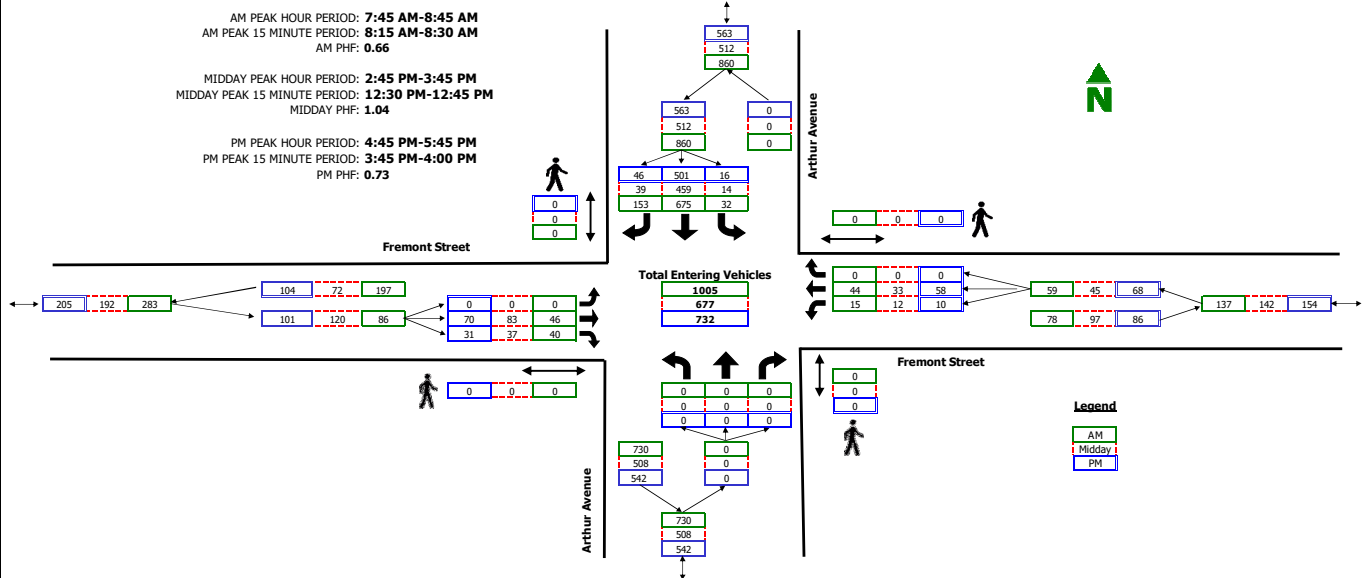 AM PEAK HOUR PERIOD: 7:45 AM-8:45 AM
AM PEAK 15 MINUTE PERIOD: 8:15 AM-8:30 AM
AM PHF: 0.66
MIDDAY PEAK HOUR PERIOD: 2:45 PM-3:45 PM
MIDDAY PEAK 15 MINUTE PERIOD: 12:30 PM-12:45 PM
MIDDAY PHF: 1.04
PM PEAK HOUR PERIOD: 4:45 PM-5:45 PM
PM PEAK 15 MINUTE PERIOD: 3:45 PM-4:00 PM
PM PHF: 0.73
563
512
860
563
512
860
0
0
0
46 501 16
39 459 14
153 675 32
Arthur Avenue
N
0
0
0
0 0 0
Fremont Street
Total Entering Vehicles
1005
677
732
205 192 283
104 72 197
101 120 86
0 0 0
70 83 46
31 37 40
0 0 0
44 33 58
15 12 10
59 45 68
78 97 86
137 142 154
Fremont Street
0 0 0
0 0 0
0 0 0
0 0 0
0
0
0
730
508
542
0
0
0
730
508
542
Arthur Avenue
Legend
AM
Midday
PM